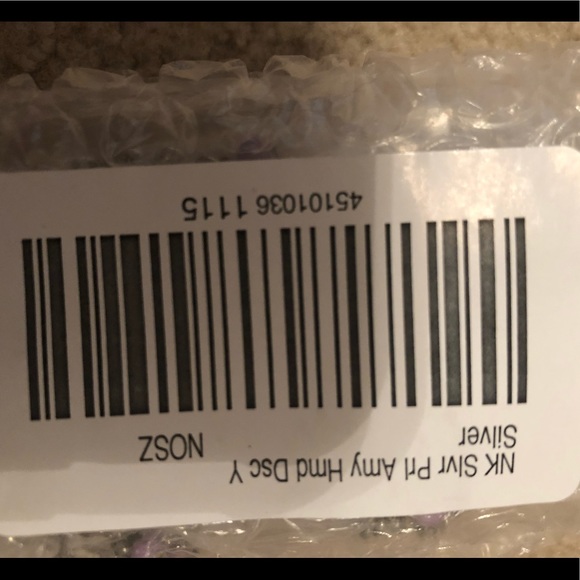 NK Slvr Prl Amy Hmd Dsc Y
Silver NOSZ
45101036 1115